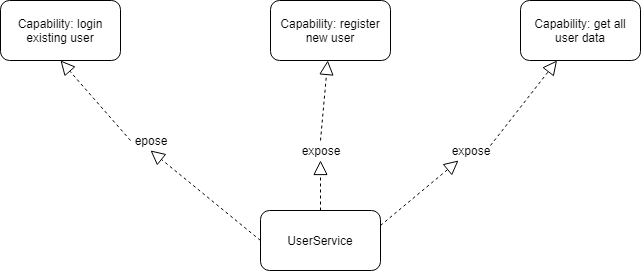 Capability: login
existing user
Capability: register
new user
Capability: get all
user data
epose
expose
expose
UserService